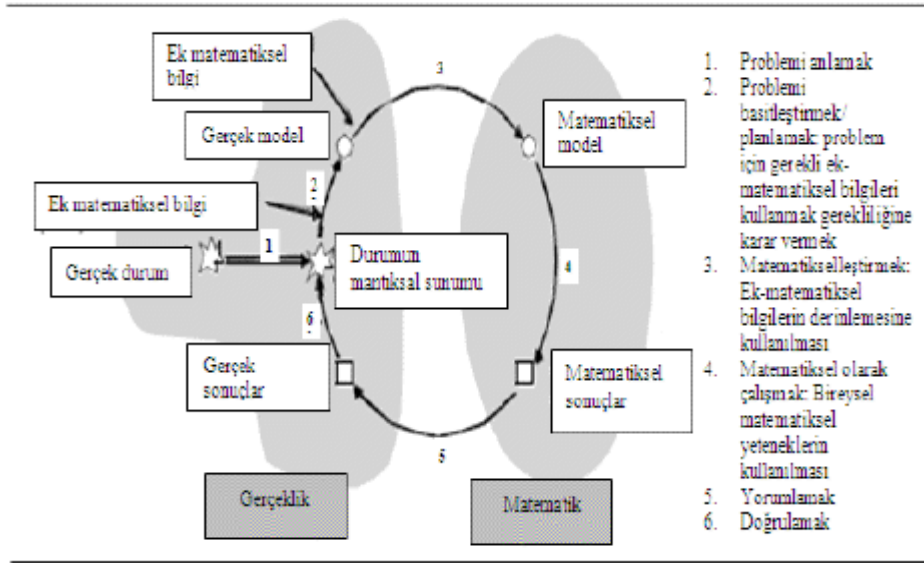 Ek matematiksel
bilgi
Gerçek model
3
Matematiksel
model
2
Ek matematiksel bilgi
1
Gerçek durum
Durumun
mantıksal sunumu
4
6
Gerçek
sonuçlar
Matematiksel
sonuçlar
5
Gerçeklik
Matematik
1. Problemi anlamak
2. Problemi
basitleştirmek/
planlamak: problem
için gerekli ek-
matematiksel bilgileri
kullanmak gerekliliğine
karar vermek
3. Matematikselleştirmek:
Ek-matematiksel
bilgilerin derinlemesine
kullanılması
4. Matematiksel olarak
çalışmak: Bireysel
matematiksel
yeteneklerin
kullanılması
5. Yorumlamak
6. Doğrulamak